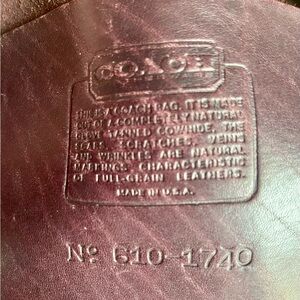 COACH
THIS IS A COACH BAG. IT IS MADE
OUT OF A COMPLETELY NATURAL
GLOVE TANNED COWHIDE. THE
SCARS, SCRATCHES, VEINS
AND WRINKLES ARE NATURAL
MARKINGS CHARACTERISTIC
OF FULL-GRAIN LEATHERS.
MADE IN U.S.A.
Nº 610-1740